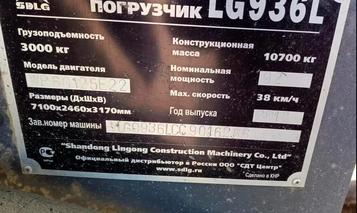 SDLG ПОГРУЗЧИК LG936L
Грузоподъемность
3000 кг
Конструкционная масса
10700 кг
Модель двигателя
Номинальная мощность
Размеры (ДхШхВ)
7100x2460x3170мм
Макс. скорость
38 км/ч
Год выпуска
Зав.номер машины
"Shandong Lingong Construction Machinery Co., Ltd"
Официальный дистрибьютор в России ООО "СДТ Центр"
www.sdlg.ru
Сделано в КНР